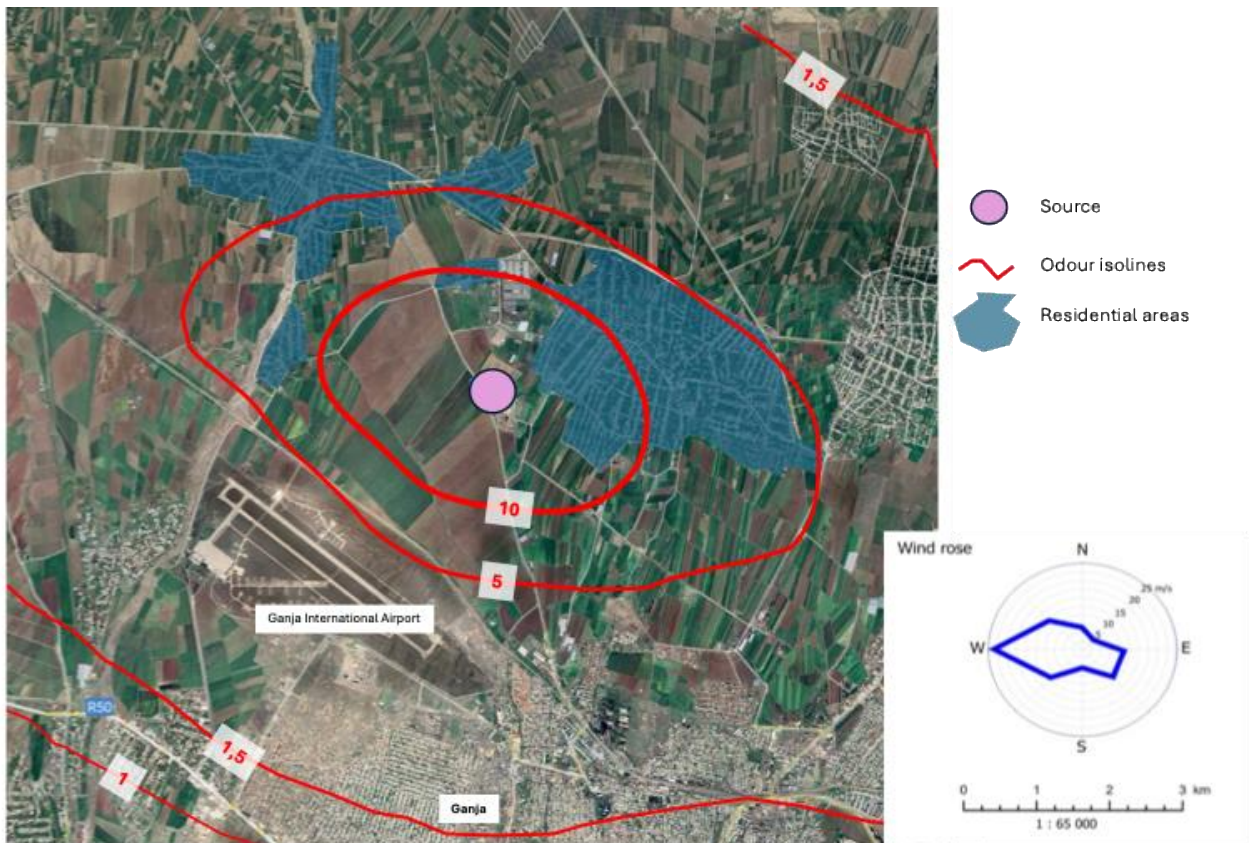 1,5
Source
Odour isolines
Residential areas
10
5
Ganja International Airport
R50
1,5
1
Ganja
Wind rose
N
25 m/s
20
15
10
5
W
E
S
0 1 2 3 km
1 : 65 000